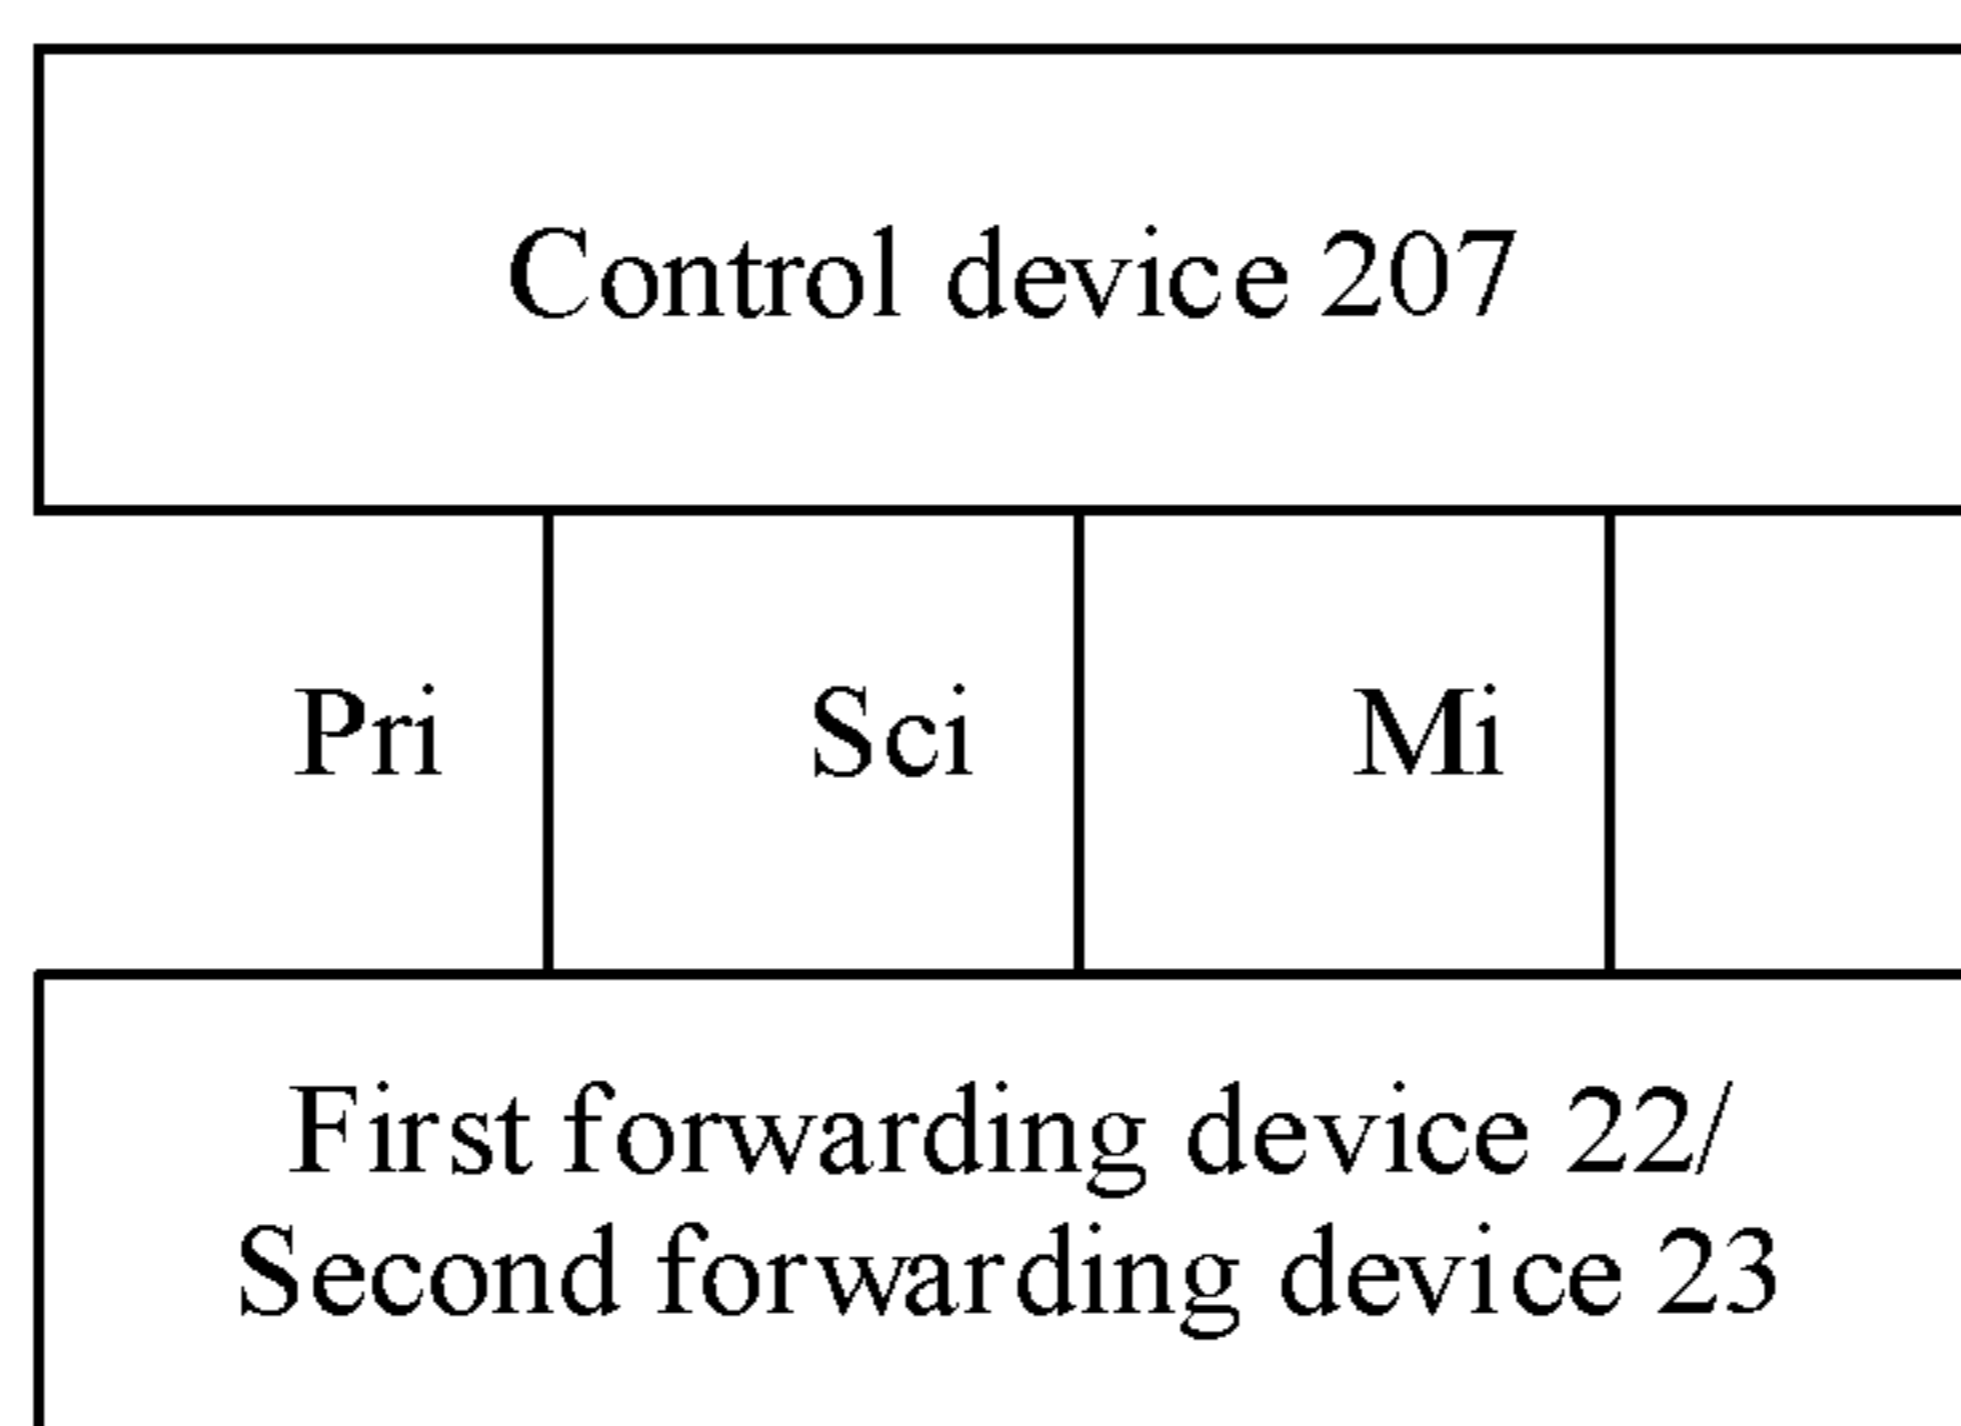 Control device 207
Pri Sci Mi
First forwarding device 22/
Second forwarding device 23